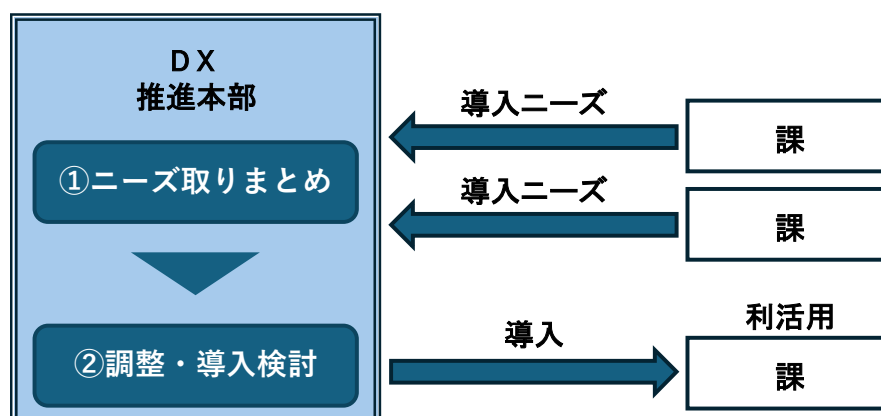 ＤＸ
推進本部
①ニーズ取りまとめ
②調整・導入検討
導入ニーズ
課
導入ニーズ
課
導入
利活用
課